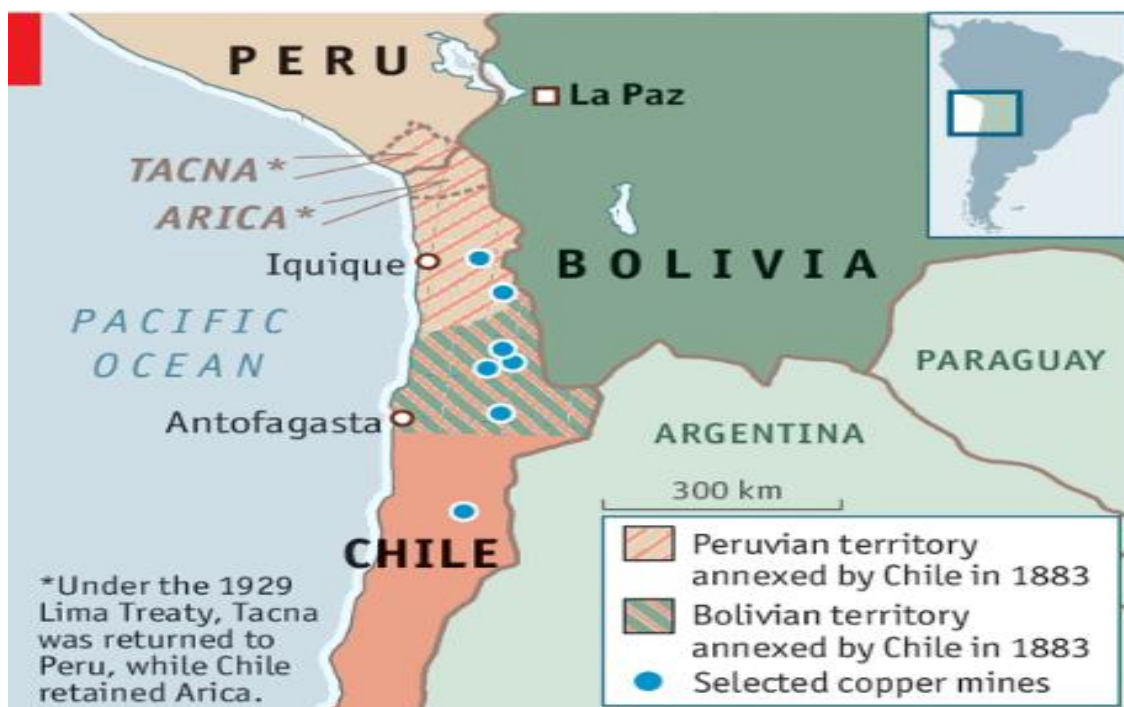 PERU
La Paz
TACNA*
ARICA*
Iquique
BOLIVIA
PACIFIC
OCEAN
PARAGUAY
Antofagasta
ARGENTINA
300 km
CHILE
*Under the 1929
Lima Treaty, Tacna
was returned to
Peru, while Chile
retained Arica.
Peruvian territory
annexed by Chile in 1883
Bolivian territory
annexed by Chile in 1883
Selected copper mines